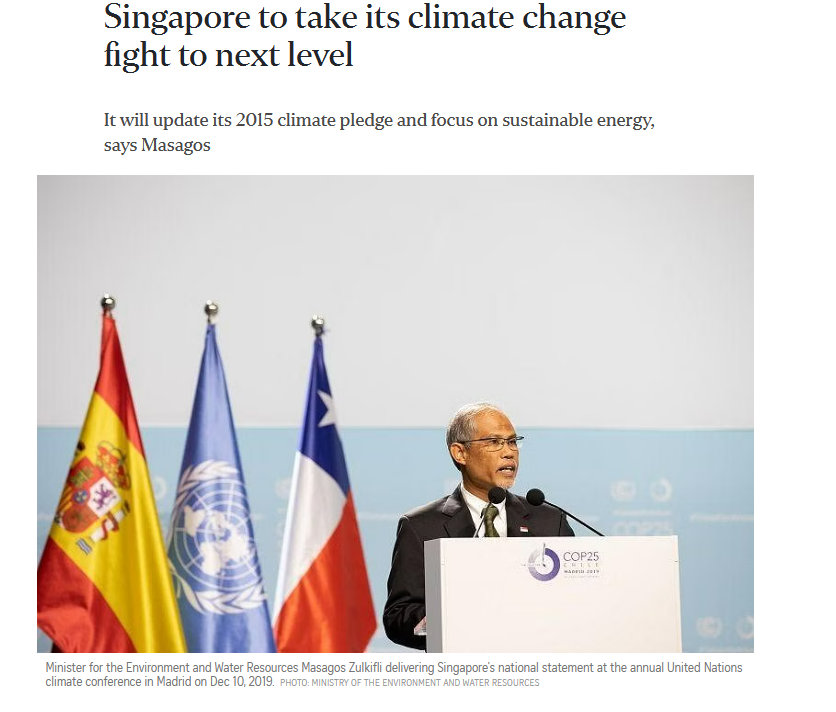 Singapore to take its climate change
fight to next level
It will update its 2015 climate pledge and focus on sustainable energy,
says Masagos
COP25
CHILE
MADRID 2019
COP25
Minister for the Environment and Water Resources Masagos Zulkifli delivering Singapore's national statement at the annual United Nations
climate conference in Madrid on Dec 10, 2019. PHOTO: MINISTRY OF THE ENVIRONMENT AND WATER RESOURCES